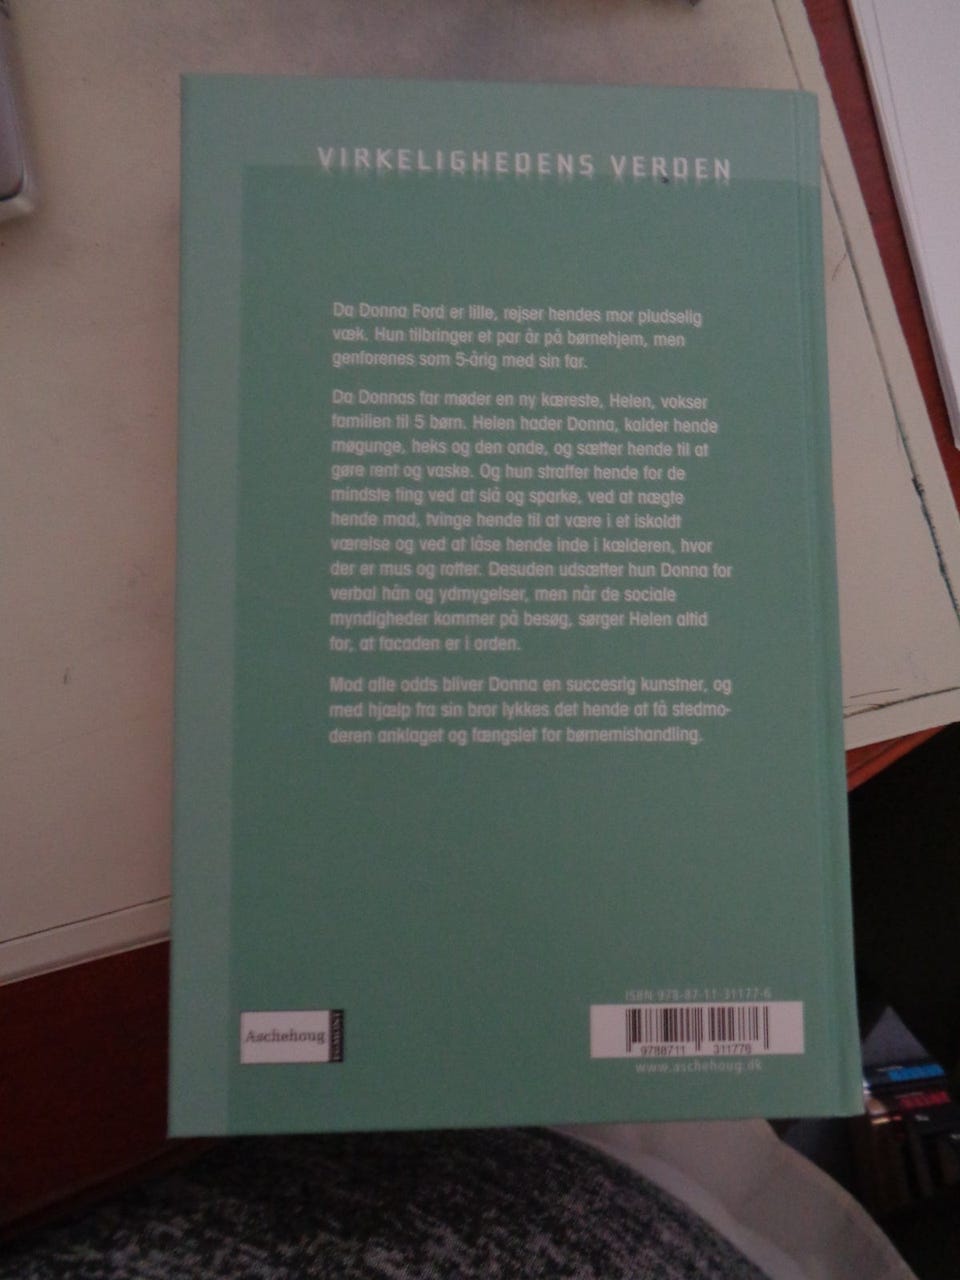 VIRKELIGHEDENS VERDEN
Da Donna Ford er lille, rejser hendes mor pludselig
væk. Hun tilbringer et par år på børnehjem, men
genforenes som 5-årig med sin far.
Da Donnas far møder en ny kæreste, Helen, vokser
familien til 5 børn. Helen hader Donna, kalder hende
møgunge, heks og den onde, og sætter hende til at
gøre rent og vaske. Og hun straffer hende for de
mindste ting ved at slå og sparke, ved at nægte
hende mad, tvinge hende til at være i et iskoldt
værelse og ved at låse hende inde i kælderen, hvor
der er mus og rotter. Desuden udsætter hun Donna for
verbal hån og ydmygelser, men når de sociale
myndigheder kommer på besøg, sørger Helen altid
for, at facaden er i orden.
Mod alle odds bliver Donna en succesrig kunstner, og
med hjælp fra sin bror lykkes det hende at få stedmo-
deren anklaget og fængslet for børnemishandling.
ISBN 978-87-11-31177-6
Aschehoug
9788711 311776
www.aschehoug.dk